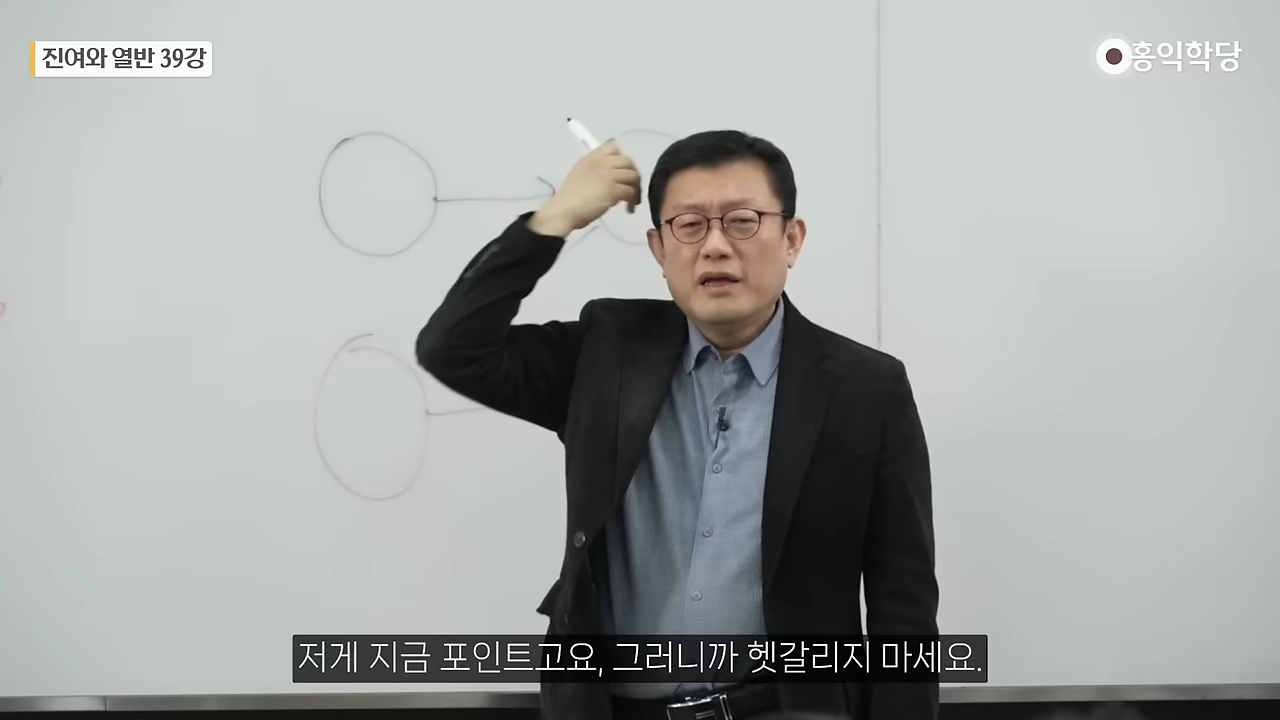 진여와 열반 39강
홍익학당
저게 지금 포인트고요, 그러니까 헷갈리지 마세요.